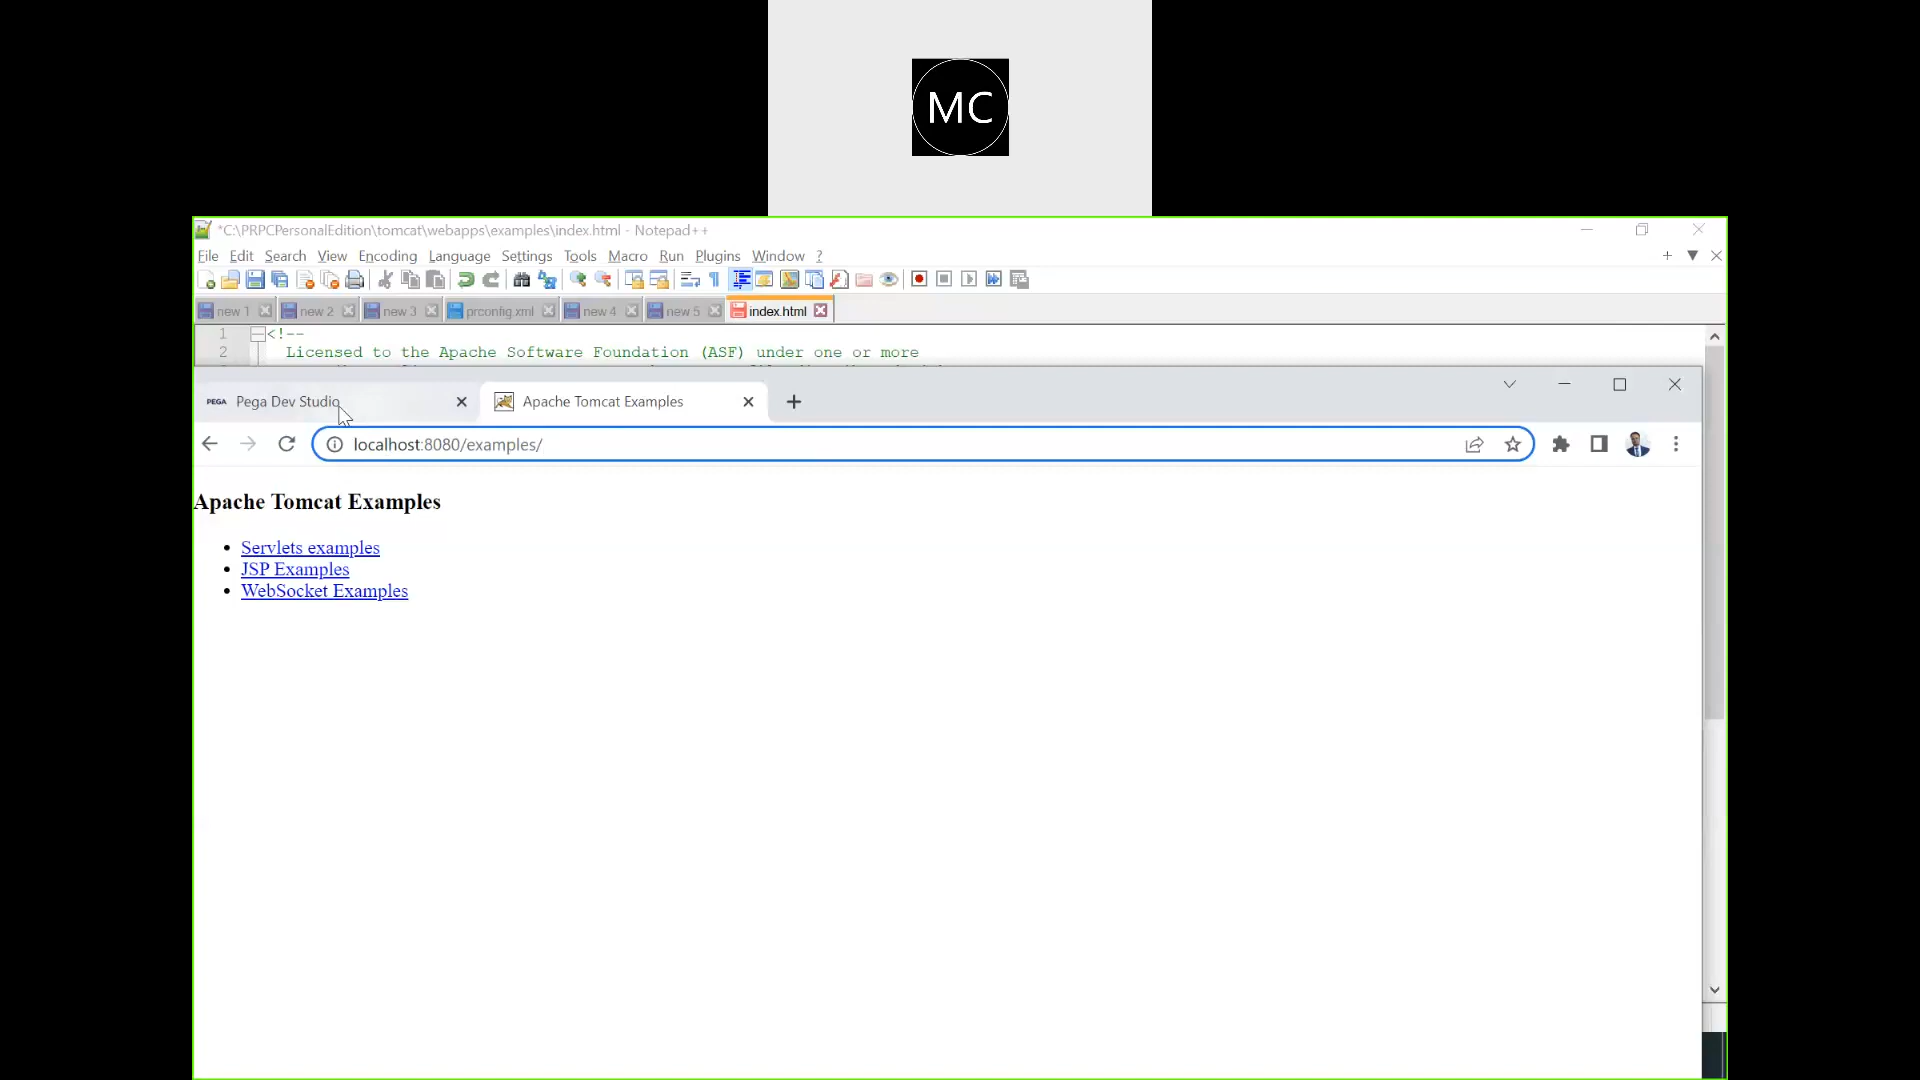 MC
*C:\PRPCPersonalEdition\tomcat\webapps\examples\index.html - Notepad++
File Edit Search View Encoding Language Settings Tools Macro Run Plugins Window ?
new 1 new 2 new 3 prconfig.xml new 4 new 5 index.html
1 <!--
2 Licensed to the Apache Software Foundation (ASF) under one or more
PEGA Pega Dev Studio Apache Tomcat Examples
localhost:8080/examples/
Apache Tomcat Examples
• Servlets examples
• JSP Examples
• WebSocket Examples